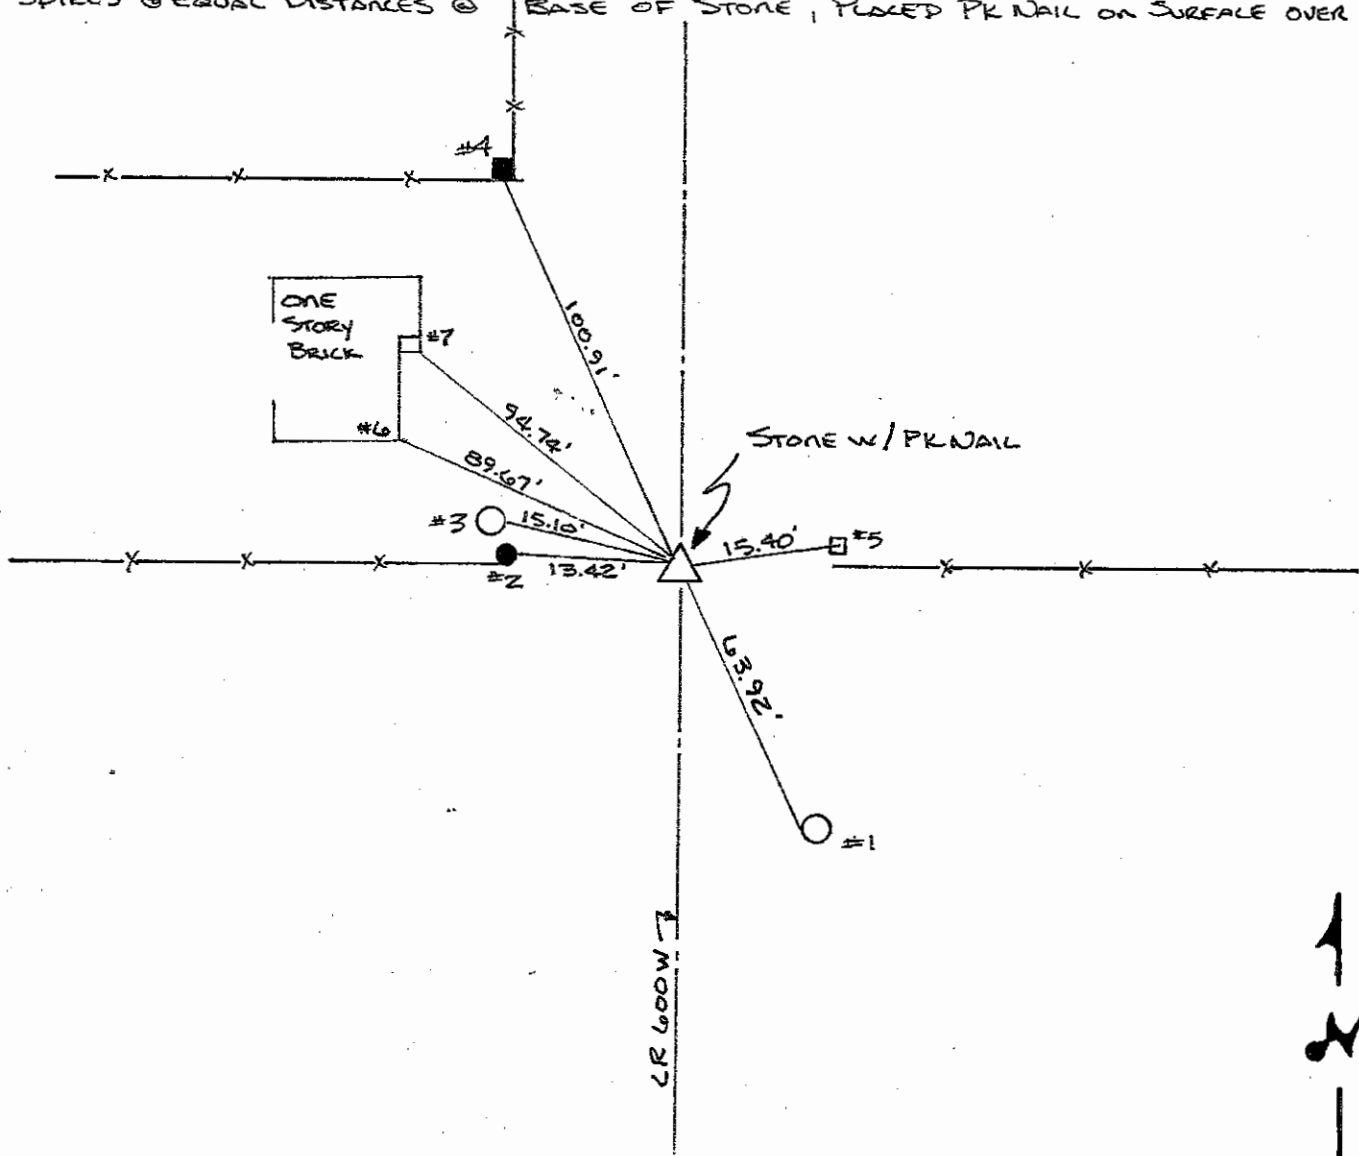 SPIKES @ EQUAL DISTANCES @ BASE OF STONE, PLACED PK NAIL ON SURFACE OVER
#4
ONE
STORY
BRICK
#7
100.91'
94.74'
#6
89.67'
STONE W/ PK NAIL
#3
15.10'
15.40'
#5
#2
13.42'
63.92'
#1
CR 600W
N